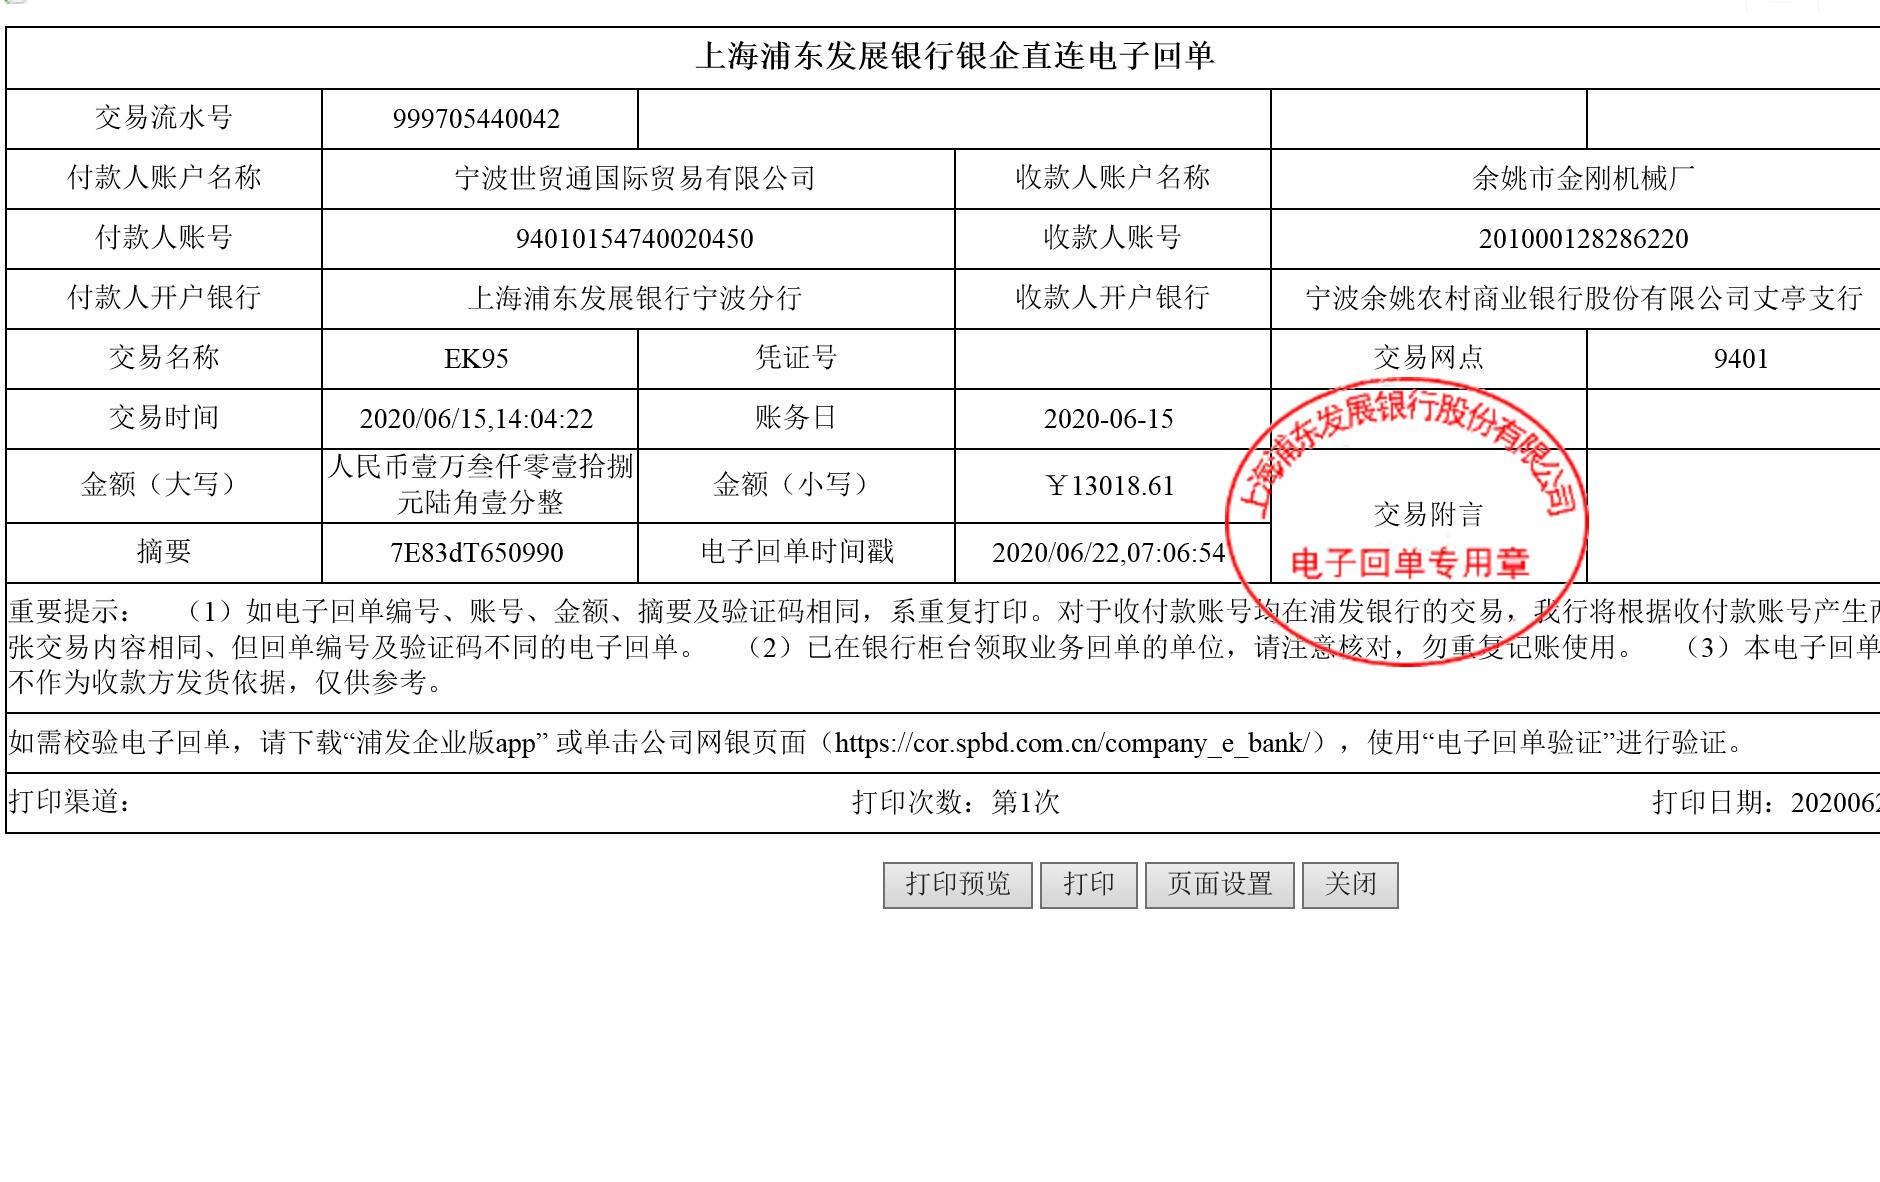 上海浦东发展银行银企直连电子回单
交易流水号 999705440042
付款人账户名称 宁波世贸通国际贸易有限公司 收款人账户名称 余姚市金刚机械厂
付款人账号 94010154740020450 收款人账号 201000128286220
付款人开户银行 上海浦东发展银行宁波分行 收款人开户银行 宁波余姚农村商业银行股份有限公司丈亭支行
交易名称 EK95 凭证号 交易网点 9401
交易时间 2020/06/15,14:04:22 账务日 2020-06-15
金额（大写） 人民币壹万叁仟零壹拾捌
元陆角壹分整 金额（小写） ￥13018.61
交易附言
摘要 7E83dT650990 电子回单时间戳 2020/06/22,07:06:54
上海浦东发展银行股份有限公司
电子回单专用章
重要提示： （1）如电子回单编号、账号、金额、摘要及验证码相同，系重复打印。对于收付款账号均在浦发银行的交易，我行将根据收付款账号产生两
张交易内容相同、但回单编号及验证码不同的电子回单。 （2）已在银行柜台领取业务回单的单位，请注意核对，勿重复记账使用。 （3）本电子回单
不作为收款方发货依据，仅供参考。
如需校验电子回单，请下载“浦发企业版app” 或单击公司网银页面（https://cor.spbd.com.cn/company_e_bank/），使用“电子回单验证”进行验证。
打印渠道： 打印次数：第1次 打印日期：2020062
打印预览 打印 页面设置 关闭